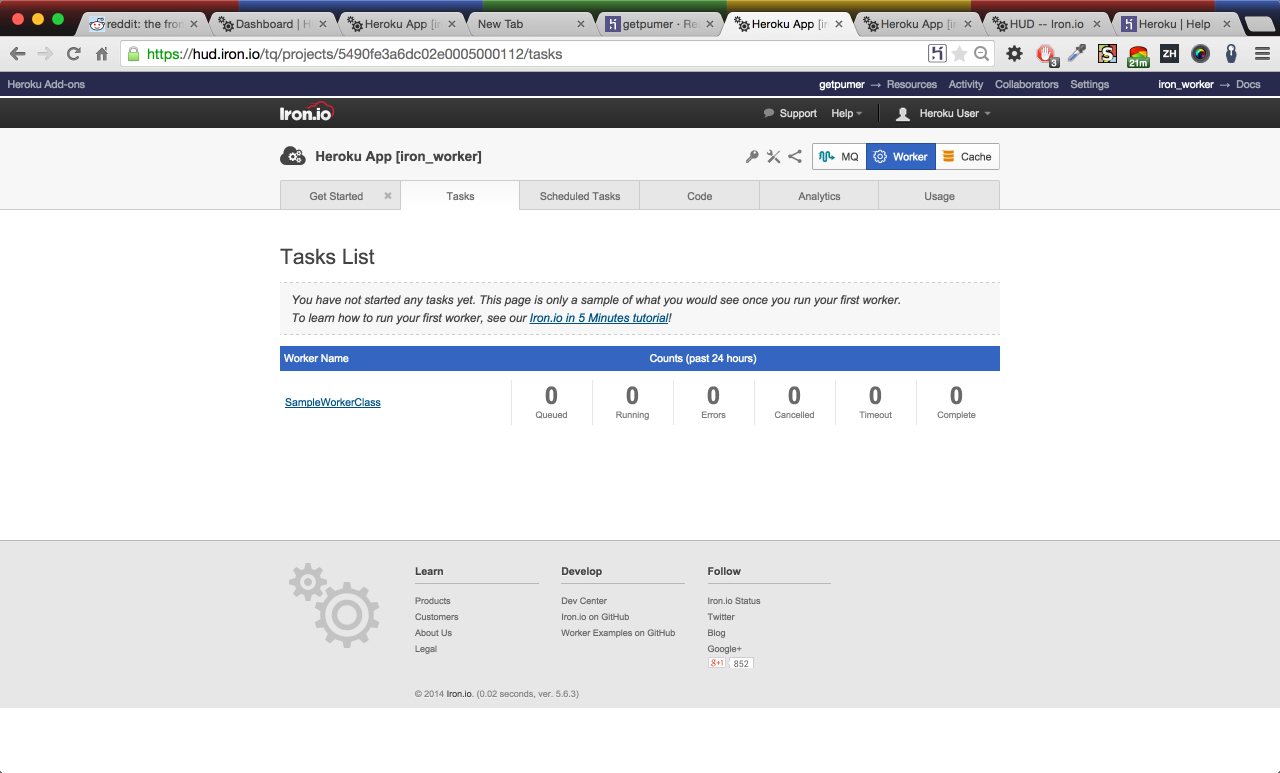 reddit: the fron
Dashboard | H
Heroku App [ir
New Tab
getpumer · Re
Heroku App [ir
Heroku App [ir
HUD -- Iron.io
Heroku | Help
https://hud.iron.io/tq/projects/5490fe3a6dc02e0005000112/tasks
3
21m
ZH
Heroku Add-ons
getpumer → Resources Activity Collaborators Settings
iron_worker → Docs
Iron.io
Support Help Heroku User
Heroku App [iron_worker]
MQ Worker Cache
Get Started Tasks Scheduled Tasks Code Analytics Usage
Tasks List
You have not started any tasks yet. This page is only a sample of what you would see once you run your first worker.
To learn how to run your first worker, see our Iron.io in 5 Minutes tutorial!
Worker Name Counts (past 24 hours)
SampleWorkerClass
0 0 0 0 0 0
Queued Running Errors Cancelled Timeout Complete
Learn
Products
Customers
About Us
Legal
Develop
Dev Center
Iron.io on GitHub
Worker Examples on GitHub
Follow
Iron.io Status
Twitter
Blog
Google+
g+1 852
© 2014 Iron.io. (0.02 seconds, ver. 5.6.3)